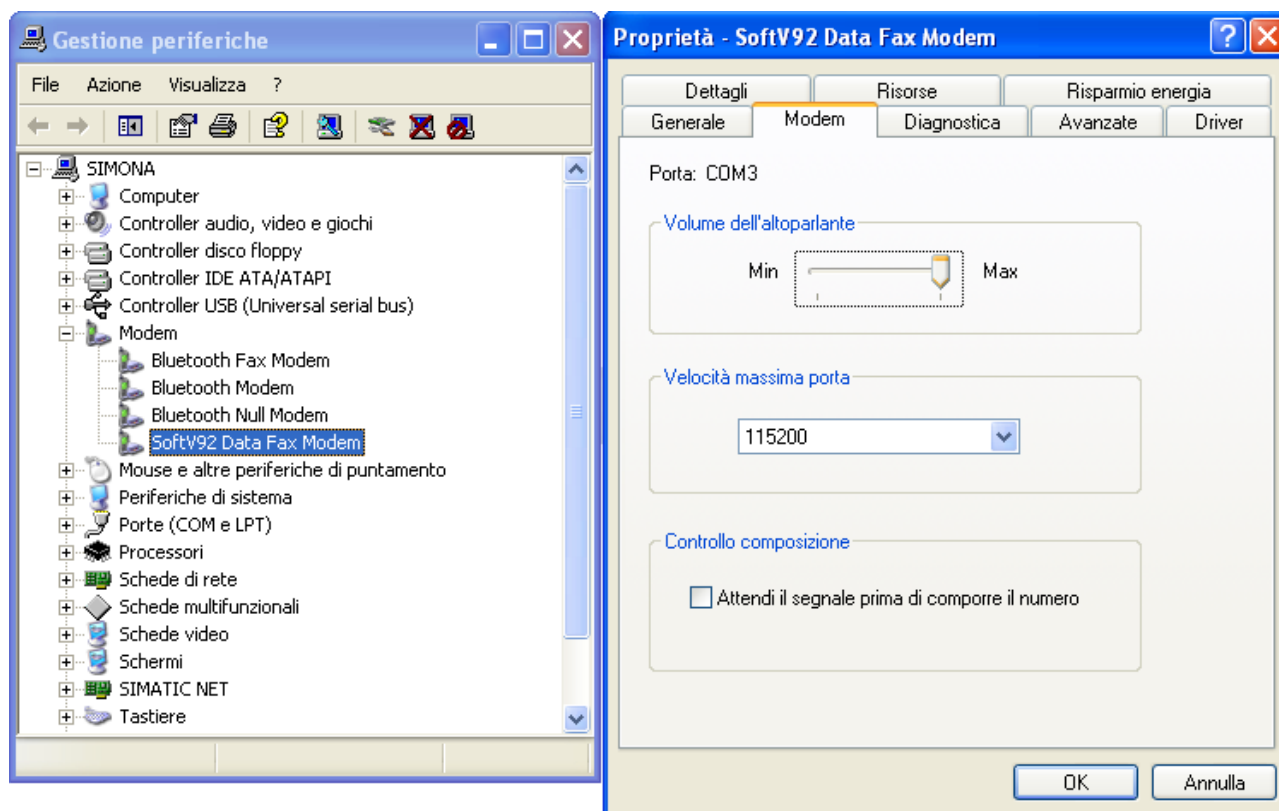 Gestione periferiche
File Azione Visualizza ?
SIMONA
Computer
Controller audio, video e giochi
Controller disco floppy
Controller IDE ATA/ATAPI
Controller USB (Universal serial bus)
Modem
Bluetooth Fax Modem
Bluetooth Modem
Bluetooth Null Modem
SoftV92 Data Fax Modem
Mouse e altre periferiche di puntamento
Periferiche di sistema
Porte (COM e LPT)
Processori
Schede di rete
Schede multifunzionali
Schede video
Schermi
SIMATIC NET
Tastiere
Proprietà - SoftV92 Data Fax Modem
Dettagli Risorse Risparmio energia
Generale Modem Diagnostica Avanzate Driver
Porta: COM3
Volume dell'altoparlante
Min Max
Velocità massima porta
115200
Controllo composizione
Attendi il segnale prima di comporre il numero
OK Annulla